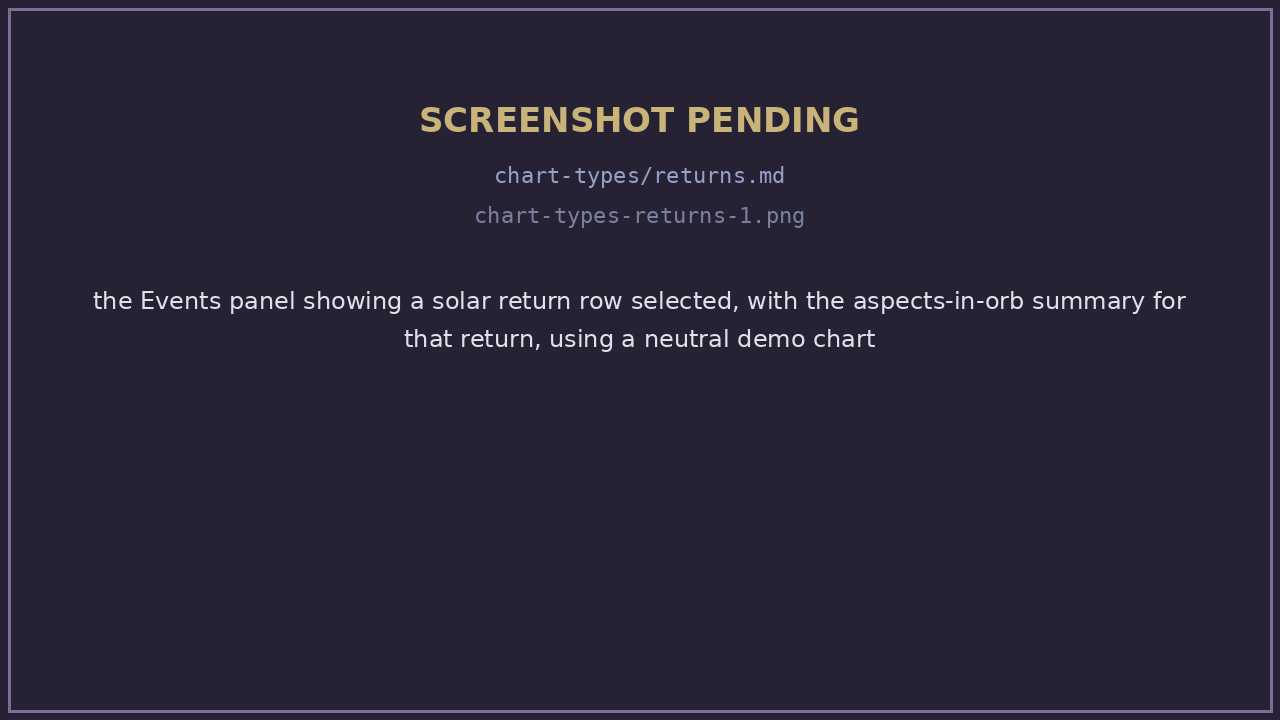 SCREENSHOT PENDING
chart-types/returns.md
chart-types-returns-1.png
the Events panel showing a solar return row selected, with the aspects-in-orb summary for
that return, using a neutral demo chart